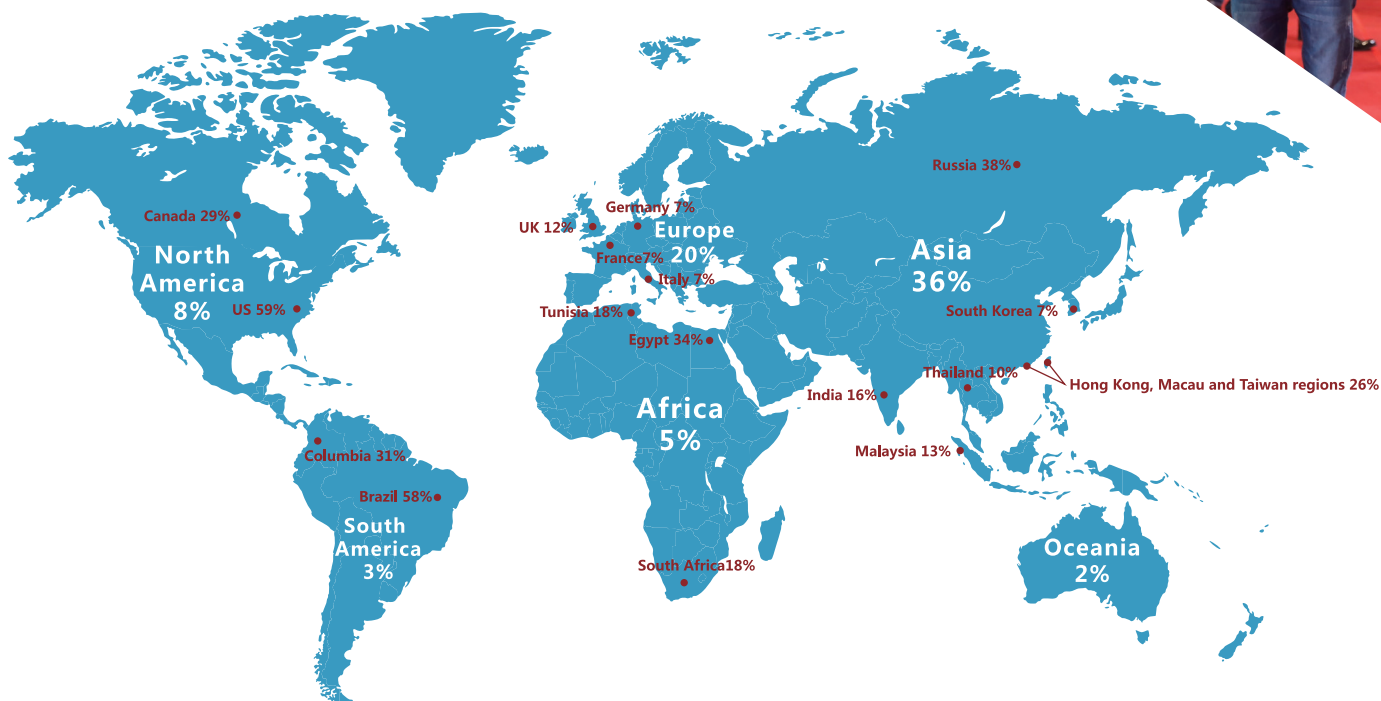 Russia 38%
Germany 7%
Canada 29%
UK 12%
Europe
20%
France7%
Italy 7%
North
America
8%
US 59%
Asia
36%
South Korea 7%
Tunisia 18%
Egypt 34%
Thailand 10%
Hong Kong, Macau and Taiwan regions 26%
India 16%
Africa
5%
Malaysia 13%
Columbia 31%
Brazil 58%
South
America
3%
South Africa18%
Oceania
2%